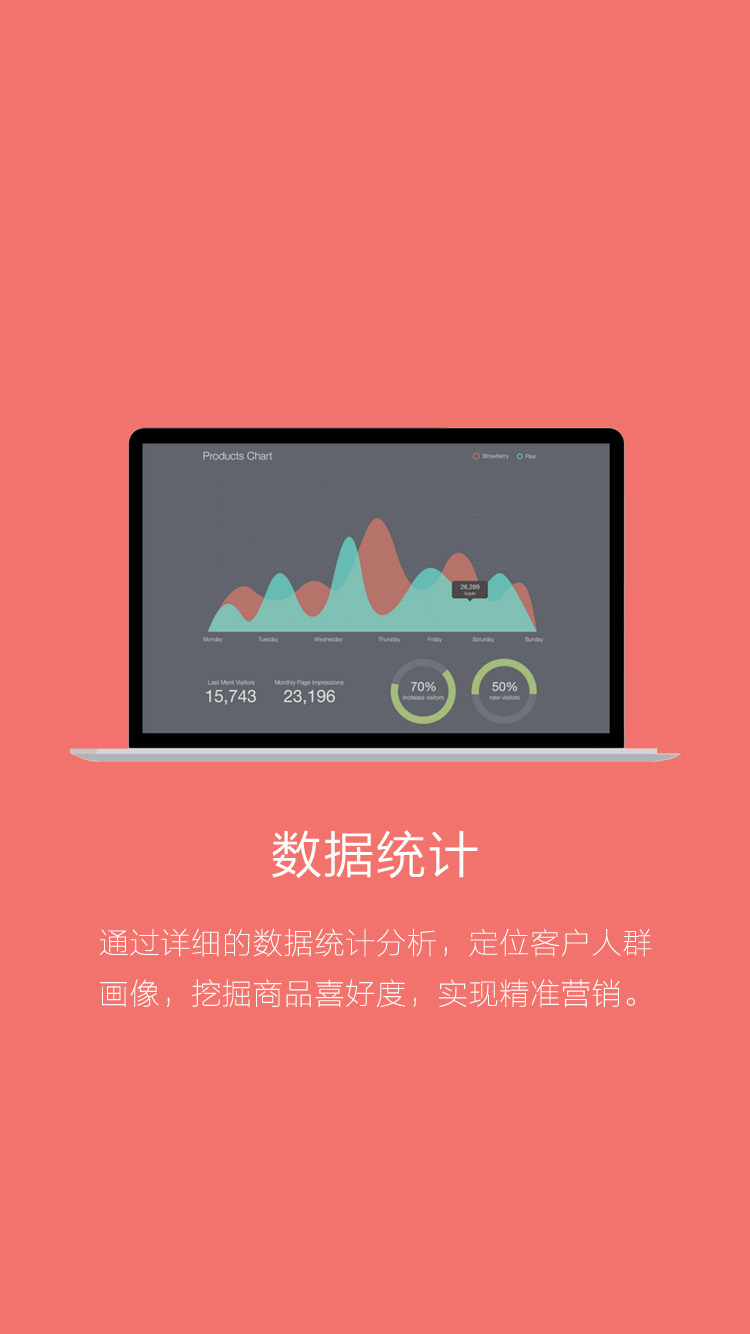 Products Chart
Strawberry
Pear
26,289
Apple
Monday Tuesday Wednesday Thursday Friday Saturday Sunday
Last Mont Visitors
15,743
Monthly Page Impressions
23,196
70%
increase visitors
50%
new visitors
数据统计
通过详细的数据统计分析，定位客户人群
画像，挖掘商品喜好度，实现精准营销。